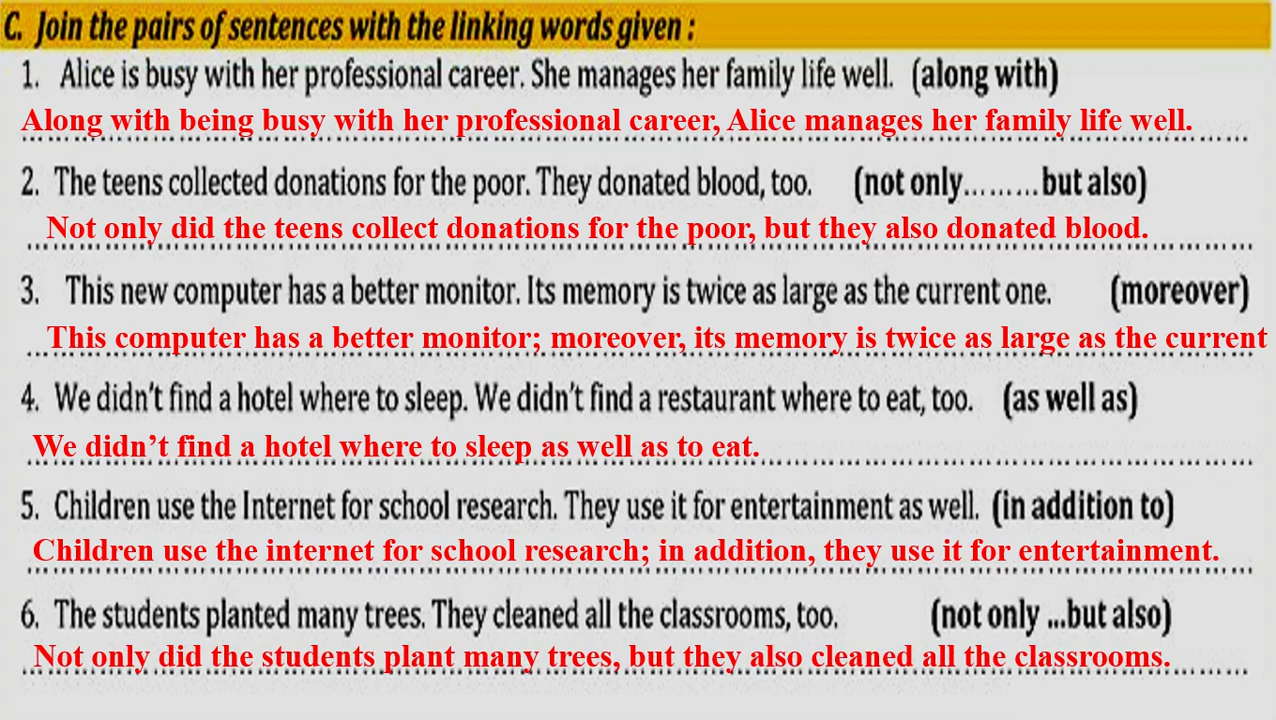 C. Join the pairs of sentences with the linking words given :
1. Alice is busy with her professional career. She manages her family life well. (along with)
Along with being busy with her professional career, Alice manages her family life well.
2. The teens collected donations for the poor. They donated blood, too. (not only………but also)
Not only did the teens collect donations for the poor, but they also donated blood.
3. This new computer has a better monitor. Its memory is twice as large as the current one. (moreover)
This computer has a better monitor; moreover, its memory is twice as large as the current
4. We didn't find a hotel where to sleep. We didn't find a restaurant where to eat, too. (as well as)
We didn’t find a hotel where to sleep as well as to eat.
5. Children use the Internet for school research. They use it for entertainment as well. (in addition to)
Children use the internet for school research; in addition, they use it for entertainment.
6. The students planted many trees. They cleaned all the classrooms, too. (not only ...but also)
Not only did the students plant many trees, but they also cleaned all the classrooms.